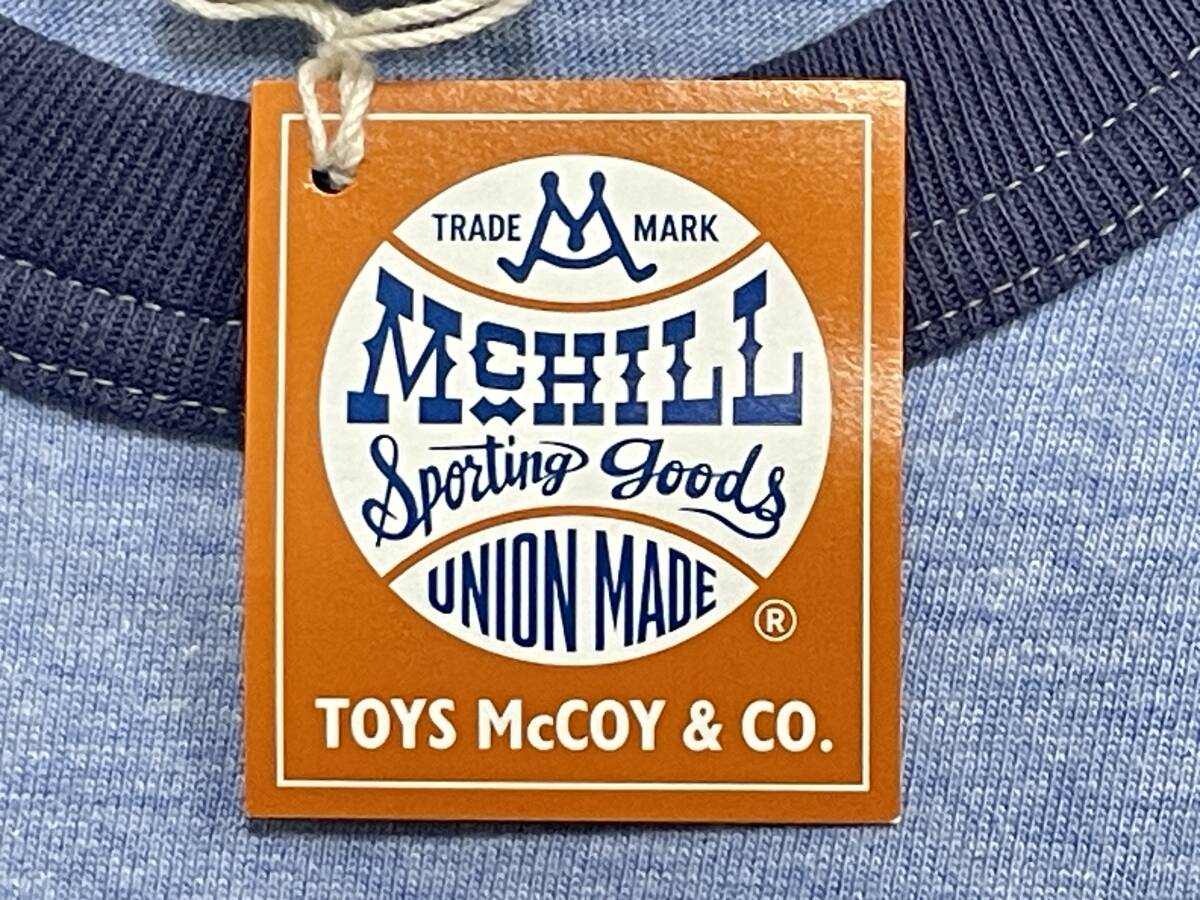 TRADE M MARK
McHILL
Sporting Goods
UNION MADE
®
TOYS McCOY & CO.